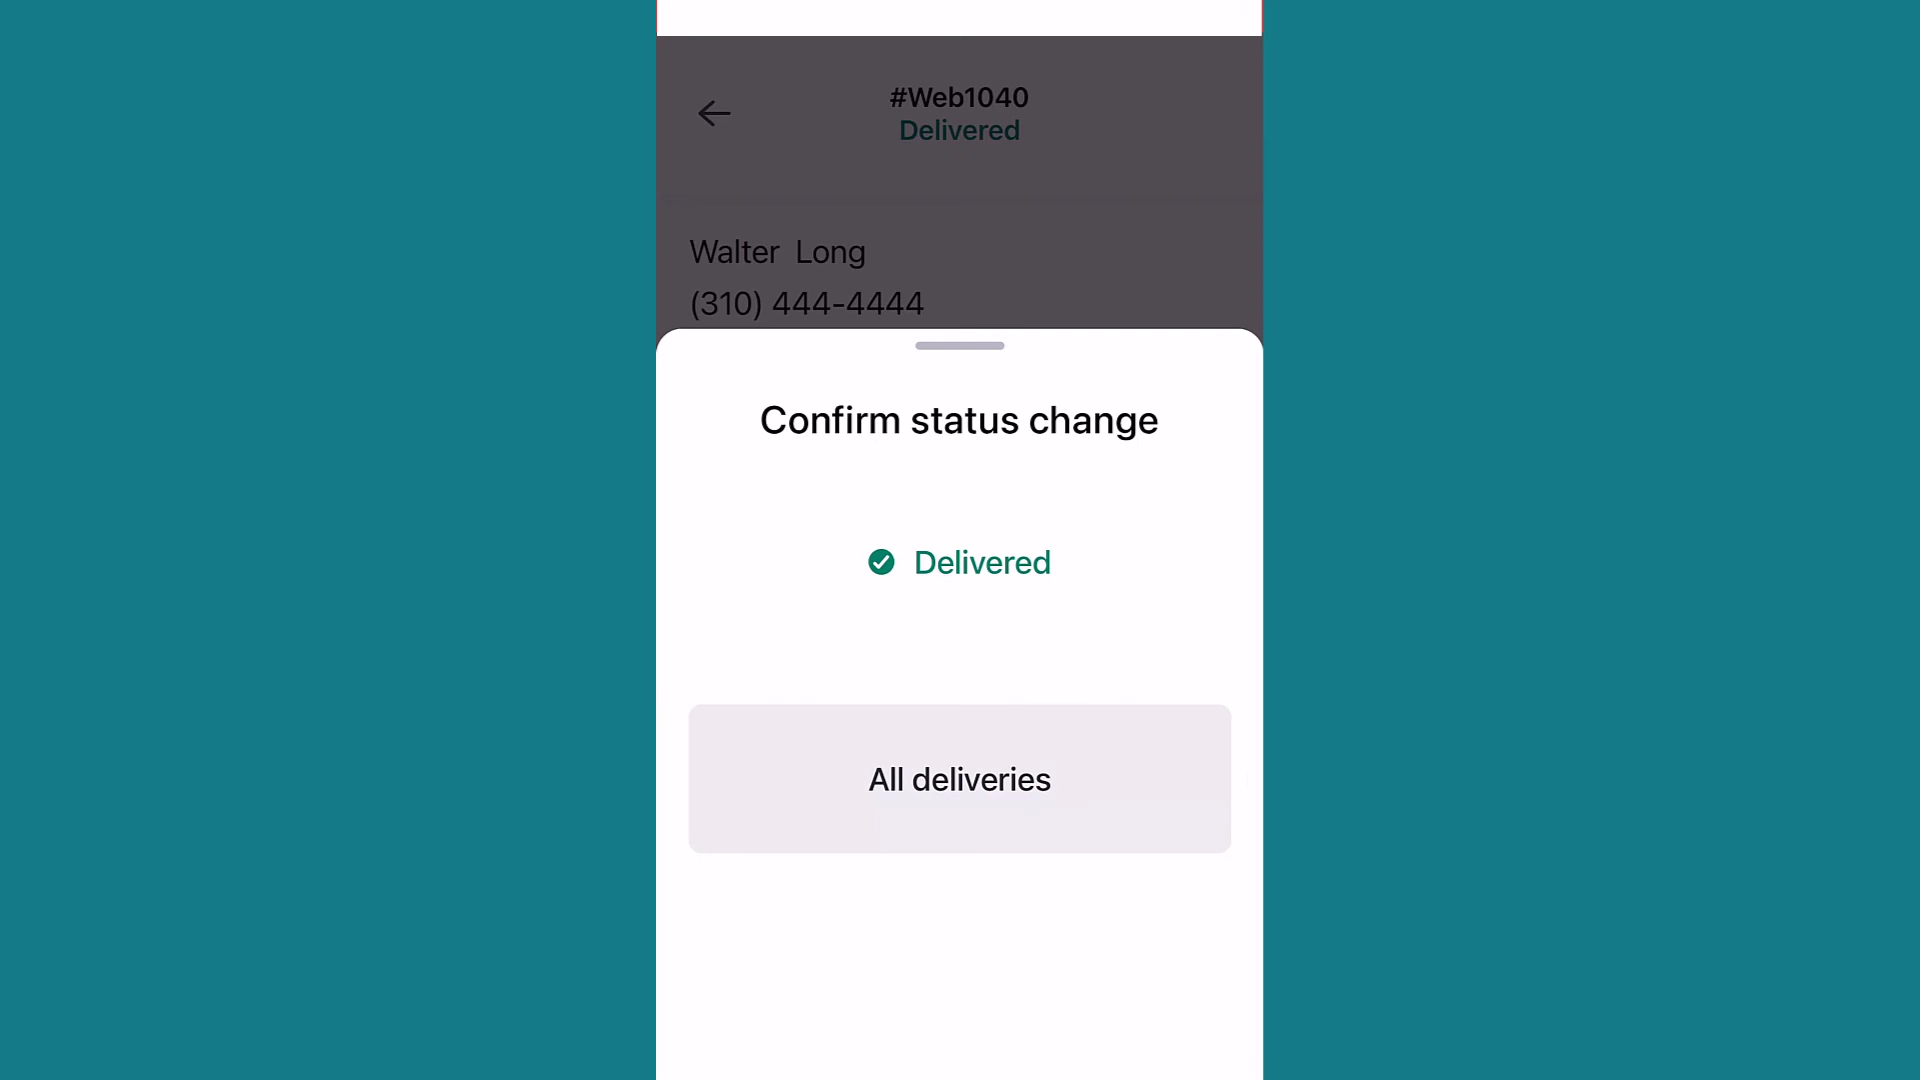 #Web1040
Delivered
Walter Long
(310) 444-4444
Confirm status change
Delivered
All deliveries